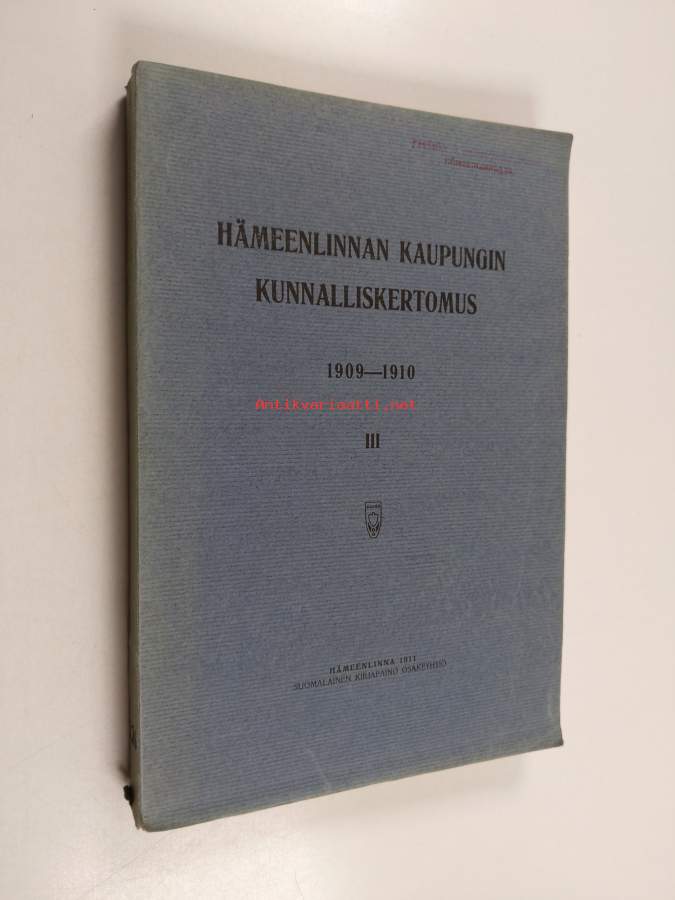 HÄMEENLINNAN KAUPUNGIN
KUNNALLISKERTOMUS
1909—1910
Antikvariaatti.net
III
HÄMEENLINNA 1911
SUOMALAINEN KIRJAPAINO OSAKEYHTIÖ